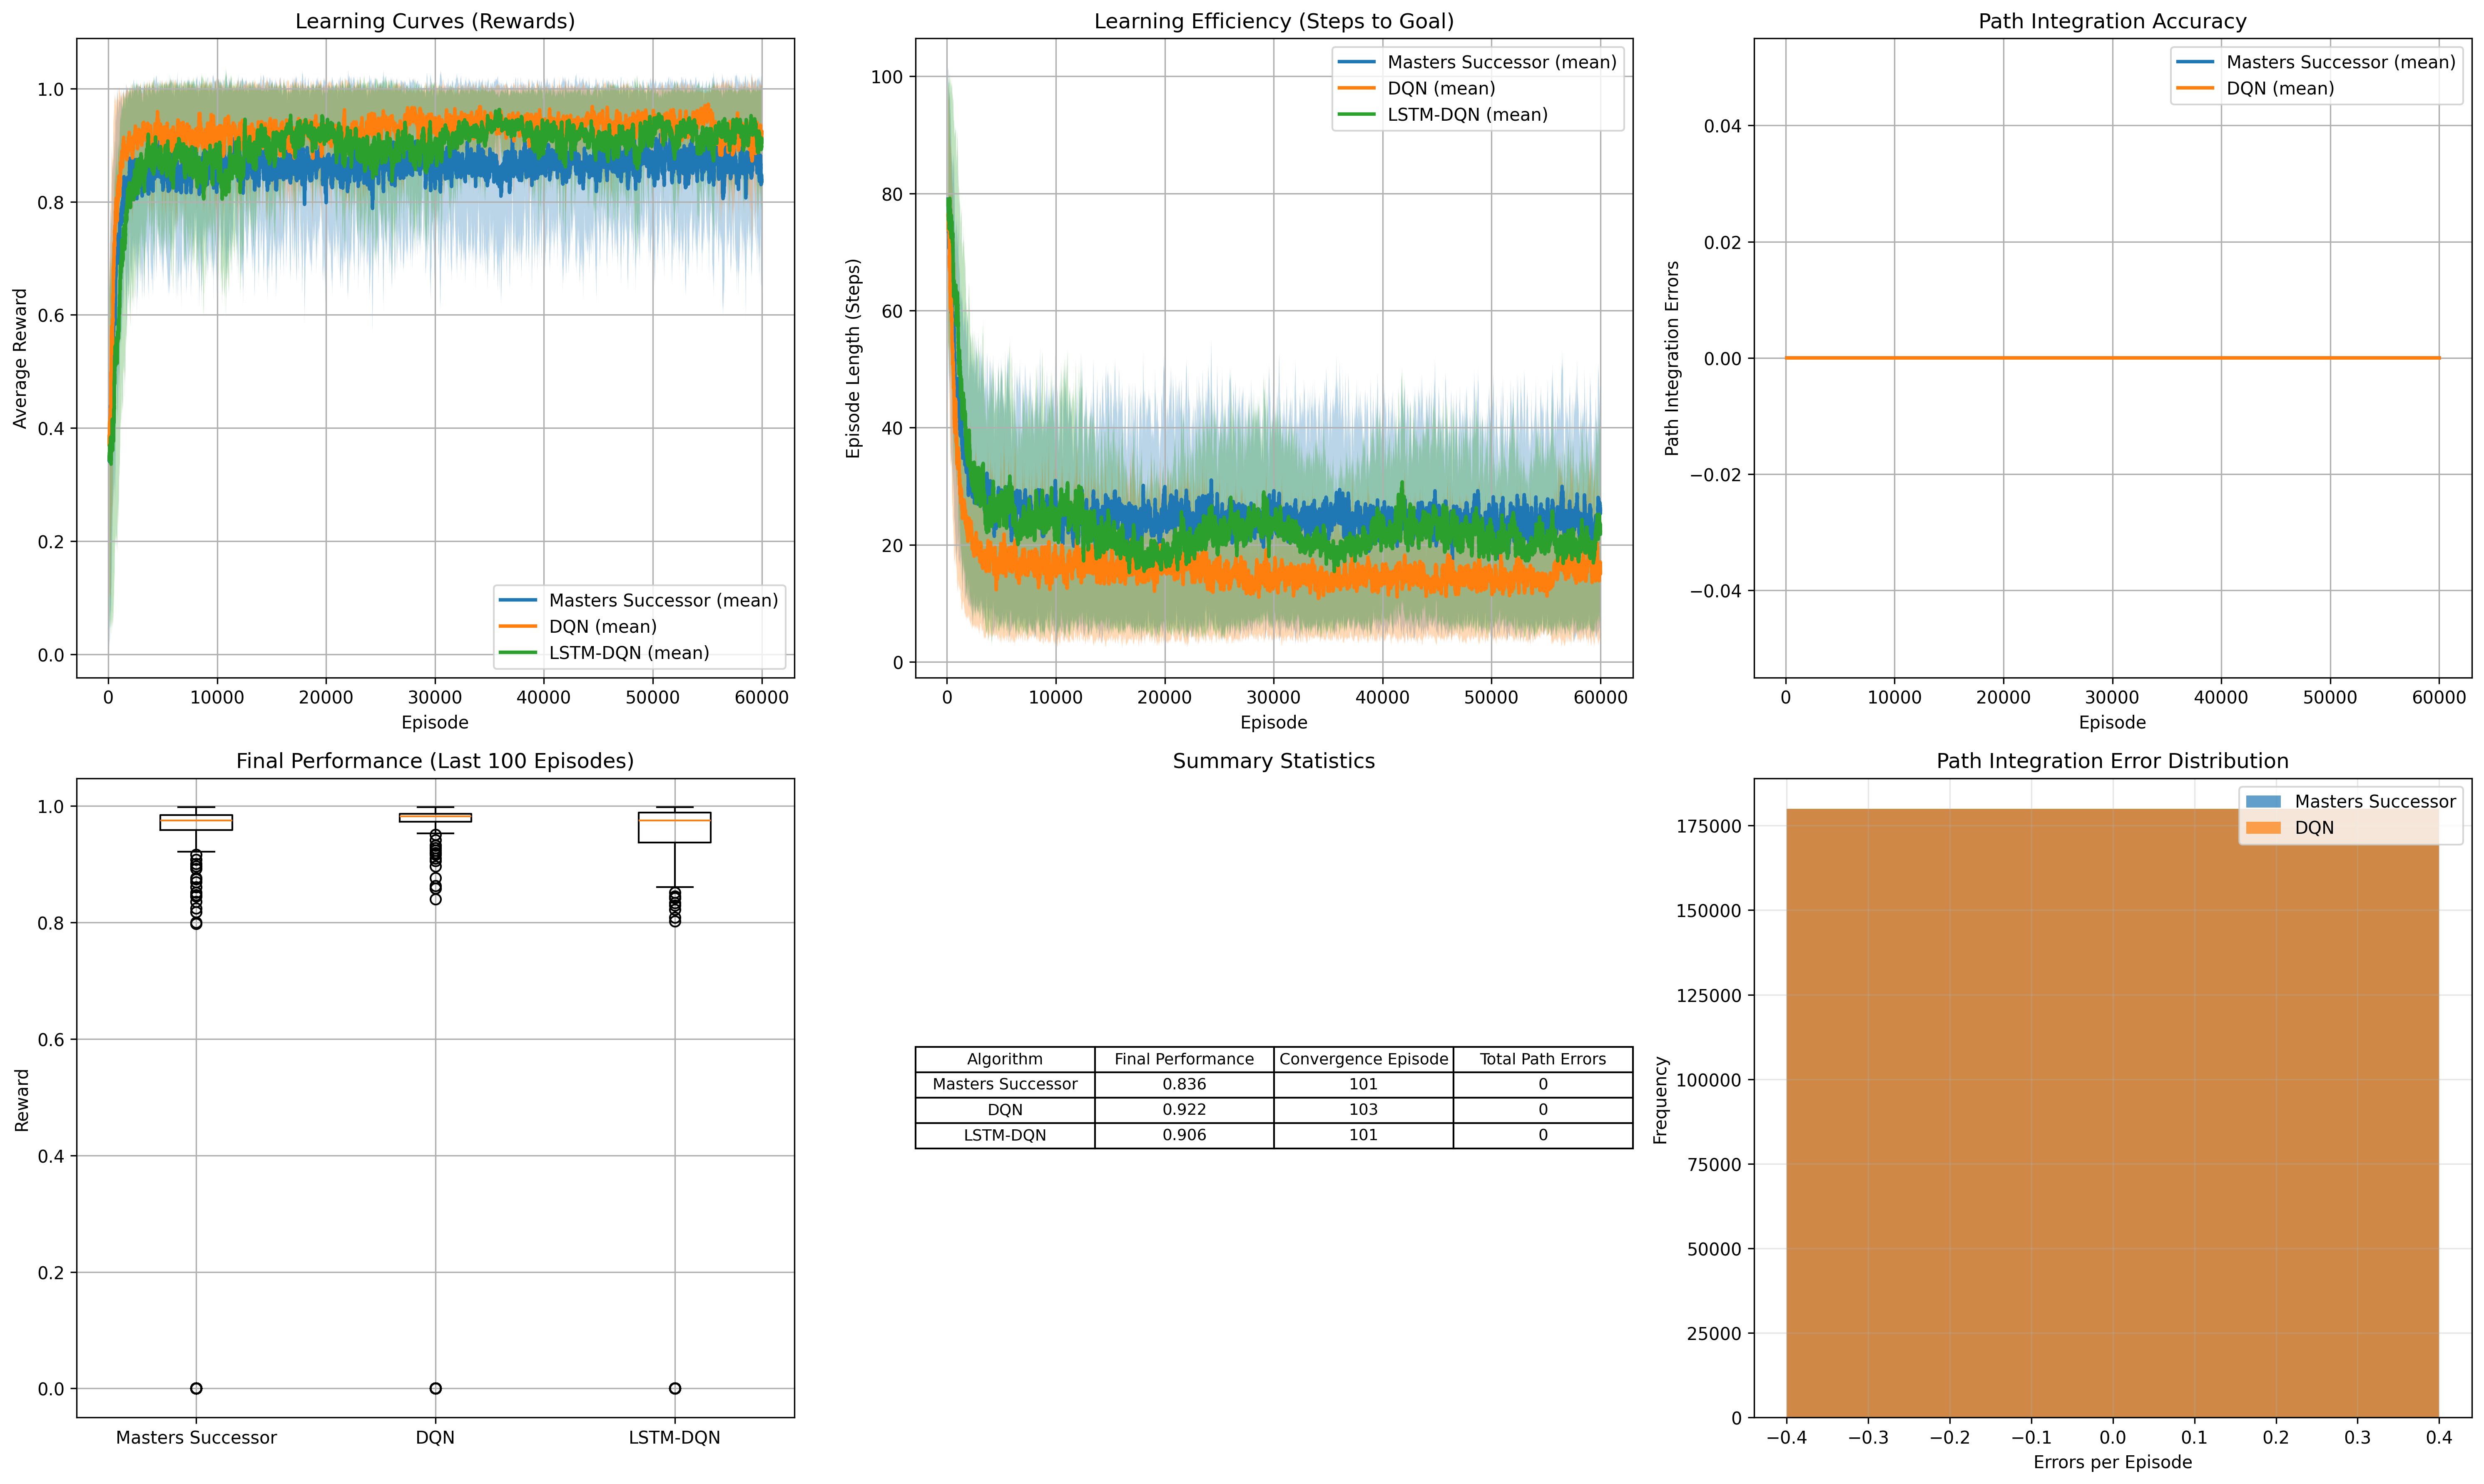 Learning Curves (Rewards)
Average Reward
1.0
0.8
0.6
0.4
0.2
0.0
Masters Successor (mean)
DQN (mean)
LSTM-DQN (mean)
0 10000 20000 30000 40000 50000 60000
Episode
Learning Efficiency (Steps to Goal)
Episode Length (Steps)
100
80
60
40
20
0
Masters Successor (mean)
DQN (mean)
LSTM-DQN (mean)
0 10000 20000 30000 40000 50000 60000
Episode
Path Integration Accuracy
Path Integration Errors
0.04
0.02
0.00
−0.02
−0.04
Masters Successor (mean)
DQN (mean)
0 10000 20000 30000 40000 50000 60000
Episode
Final Performance (Last 100 Episodes)
Reward
1.0
0.8
0.6
0.4
0.2
0.0
Masters Successor DQN LSTM-DQN
Summary Statistics
Algorithm Final Performance Convergence Episode Total Path Errors
Masters Successor 0.836 101 0
DQN 0.922 103 0
LSTM-DQN 0.906 101 0
Path Integration Error Distribution
Frequency
175000
150000
125000
100000
75000
50000
25000
0
Masters Successor
DQN
−0.4 −0.3 −0.2 −0.1 0.0 0.1 0.2 0.3 0.4
Errors per Episode